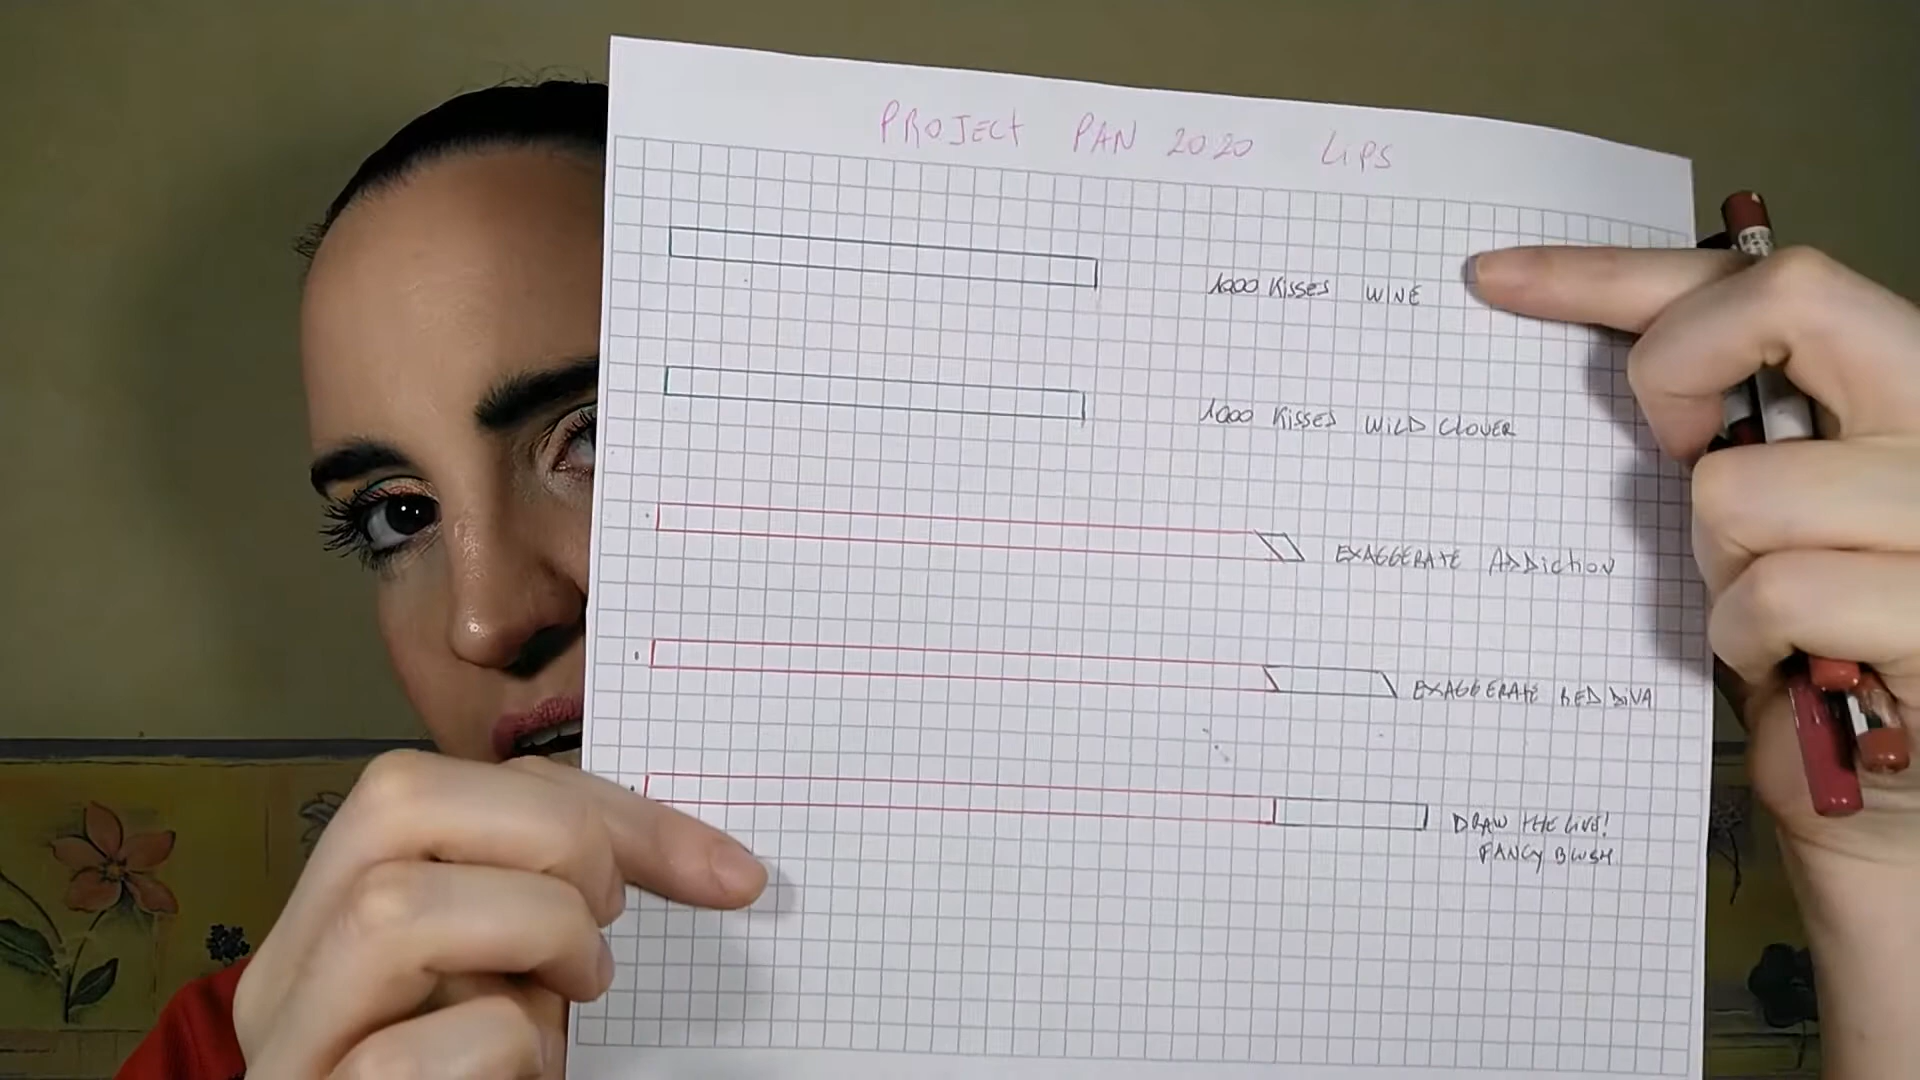 PROJECT PAN 2020 LIPS
1000 KISSES WINE
1000 KISSES WILD CLOVER
EXAGGERATE ADDICTION
EXAGGERATE RED DIVA
DRAW THE LINE!
FANCY BLUSH